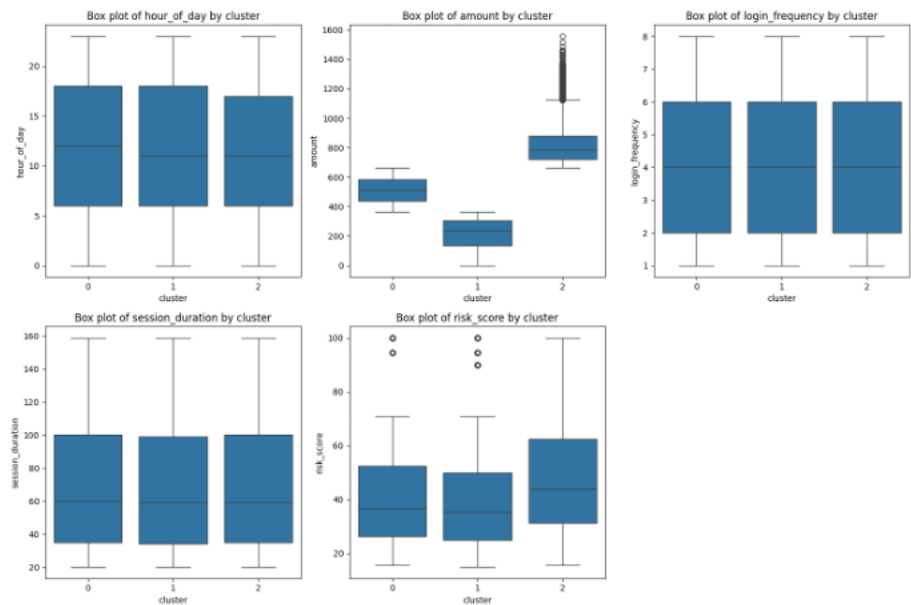 Box plot of hour_of_day by cluster
20
15
10
5
0
hour_of_day
0 1 2
cluster
Box plot of amount by cluster
1600
1400
1200
1000
800
600
400
200
0
amount
0 1 2
cluster
Box plot of login_frequency by cluster
8
7
6
5
4
3
2
1
login_frequency
0 1 2
cluster
Box plot of session_duration by cluster
160
140
120
100
80
60
40
20
session_duration
0 1 2
cluster
Box plot of risk_score by cluster
100
80
60
40
20
risk_score
0 1 2
cluster